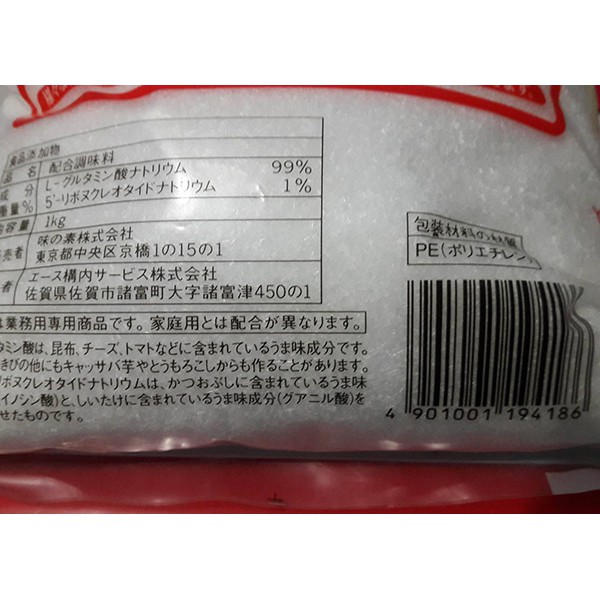 食品添加物
名 配合調味料
成分 L-グルタミン酸ナトリウム 99%
重量% 5'-リボヌクレオタイドナトリウム 1%
内容量 1kg
売者 味の素株式会社
東京都中央区京橋1の15の1
者 エース構内サービス株式会社
佐賀県佐賀市諸富町大字諸富津450の1
は業務用専用商品です。家庭用とは配合が異なります。
タミン酸は、昆布、チーズ、トマトなどに含まれているうま味成分です。
きびの他にもキャッサバ芋やとうもろこしからも作ることがあります。
リボヌクレオタイドナトリウムは、かつおぶしに含まれているうま味
イノシン酸)と、しいたけに含まれているうま味成分(グアニル酸)を
せたものです。
包装材料の
PE(ポリエチレン
4 901001 194186